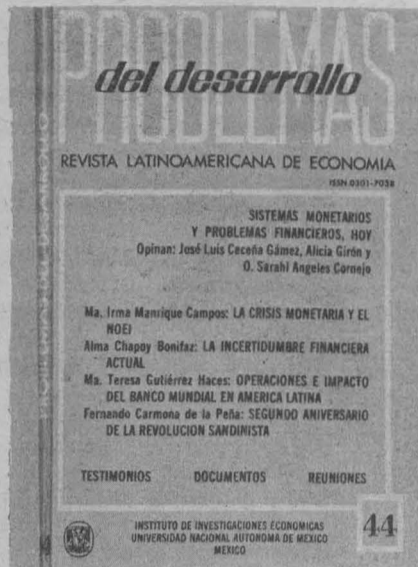 PROBLEMAS
del desarrollo
REVISTA LATINOAMERICANA DE ECONOMIA
ISSN 0301-7038
SISTEMAS MONETARIOS
Y PROBLEMAS FINANCIEROS, HOY
Opinan: José Luis Ceceña Gámez, Alicia Girón y
O. Sarahí Angeles Cornejo
Ma. Irma Manrique Campos: LA CRISIS MONETARIA Y EL
NOEI
Alma Chapoy Bonifaz: LA INCERTIDUMBRE FINANCIERA
ACTUAL
Ma. Teresa Gutiérrez Haces: OPERACIONES E IMPACTO
DEL BANCO MUNDIAL EN AMERICA LATINA
Fernando Carmona de la Peña: SEGUNDO ANIVERSARIO
DE LA REVOLUCION SANDINISTA
TESTIMONIOS DOCUMENTOS REUNIONES
INSTITUTO DE INVESTIGACIONES ECONOMICAS
UNIVERSIDAD NACIONAL AUTONOMA DE MEXICO
MEXICO
44